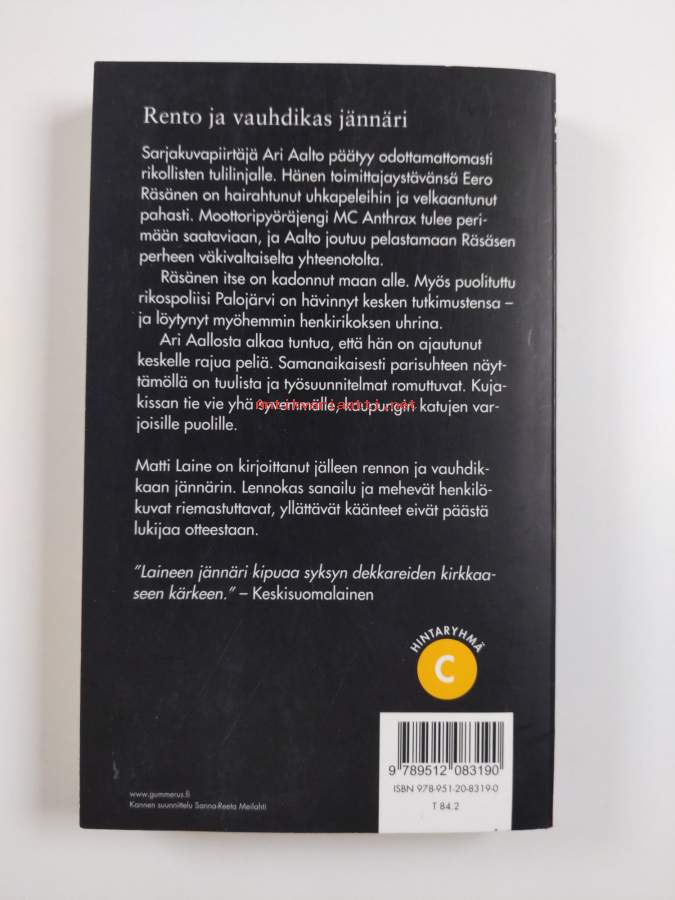 Rento ja vauhdikas jännäri
Sarjakuvapiirtäjä Ari Aalto päätyy odottamattomasti
rikollisten tulilinjalle. Hänen toimittajaystävänsä Eero
Räsänen on hairahtunut uhkapeleihin ja velkaantunut
pahasti. Moottoripyöräjengi MC Anthrax tulee peri-
mään saataviaan, ja Aalto joutuu pelastamaan Räsäsen
perheen väkivaltaiselta yhteenotolta.
Räsänen itse on kadonnut maan alle. Myös puolituttu
rikospoliisi Palojärvi on hävinnyt kesken tutkimustensa –
ja löytynyt myöhemmin henkirikoksen uhrina.
Ari Aallosta alkaa tuntua, että hän on ajautunut
keskelle rajua peliä. Samanaikaisesti parisuhteen näyt-
tämöllä on tuulista ja työsuunnitelmat romuttuvat. Kuja-
kissan tie vie yhä syvemmälle, kaupungin katujen var-
joisille puolille.
Matti Laine on kirjoittanut jälleen rennon ja vauhdik-
kaan jännärin. Lennokas sanailu ja mehevät henkilö-
kuvat riemastuttavat, yllättävät käänteet eivät päästä
lukijaa otteestaan.
"Laineen jännäri kipuaa syksyn dekkareiden kirkkaa-
seen kärkeen." – Keskisuomalainen
HINTARYHMÄ
C
9 789512 083190
ISBN 978-951-20-8319-0
T 84.2
www.gummerus.fi
Kannen suunnittelu Sanna-Reeta Meilahti